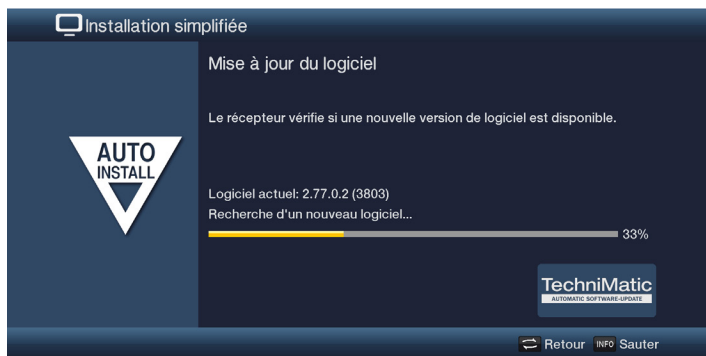 Installation simplifiée
Mise à jour du logiciel
Le récepteur vérifie si une nouvelle version de logiciel est disponible.
AUTO
INSTALL
Logiciel actuel: 2.77.0.2 (3803)
Recherche d'un nouveau logiciel...
33%
TechniMatic
AUTOMATIC SOFTWARE-UPDATE
Retour INFO Sauter